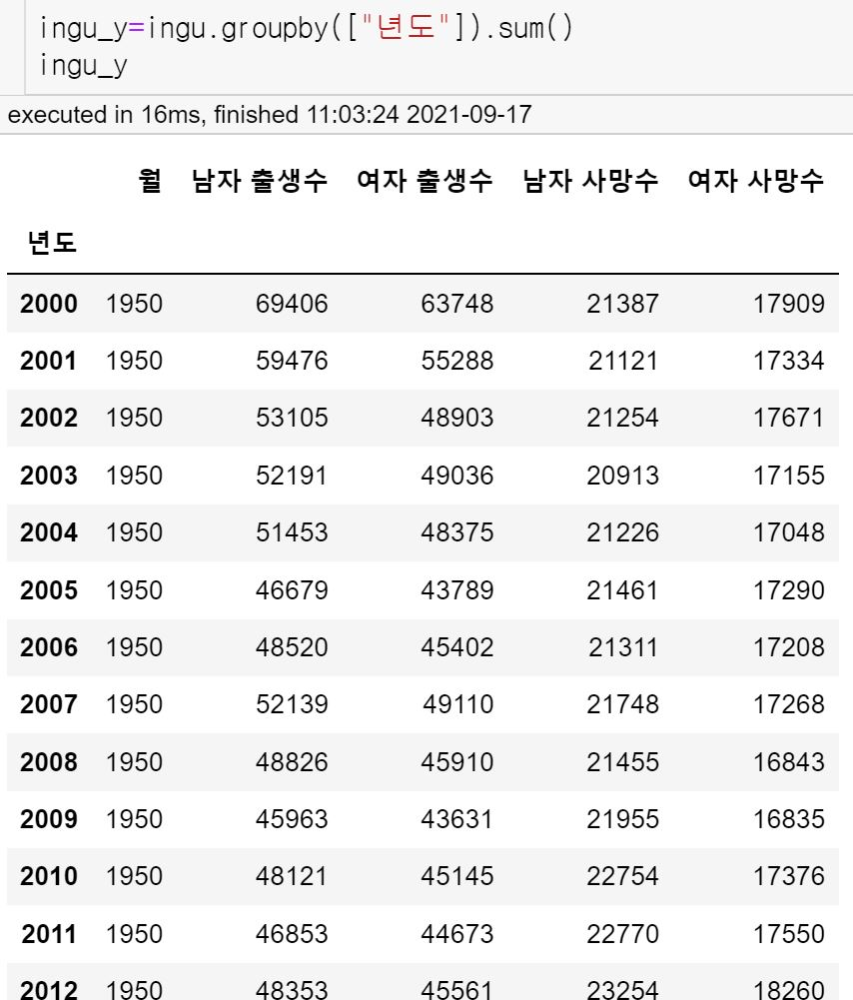 ingu_y=ingu.groupby(["년도"]).sum()
ingu_y
executed in 16ms, finished 11:03:24 2021-09-17
월 남자 출생수 여자 출생수 남자 사망수 여자 사망수
년도
2000 1950 69406 63748 21387 17909
2001 1950 59476 55288 21121 17334
2002 1950 53105 48903 21254 17671
2003 1950 52191 49036 20913 17155
2004 1950 51453 48375 21226 17048
2005 1950 46679 43789 21461 17290
2006 1950 48520 45402 21311 17208
2007 1950 52139 49110 21748 17268
2008 1950 48826 45910 21455 16843
2009 1950 45963 43631 21955 16835
2010 1950 48121 45145 22754 17376
2011 1950 46853 44673 22770 17550
2012 1950 48353 45561 23254 18260